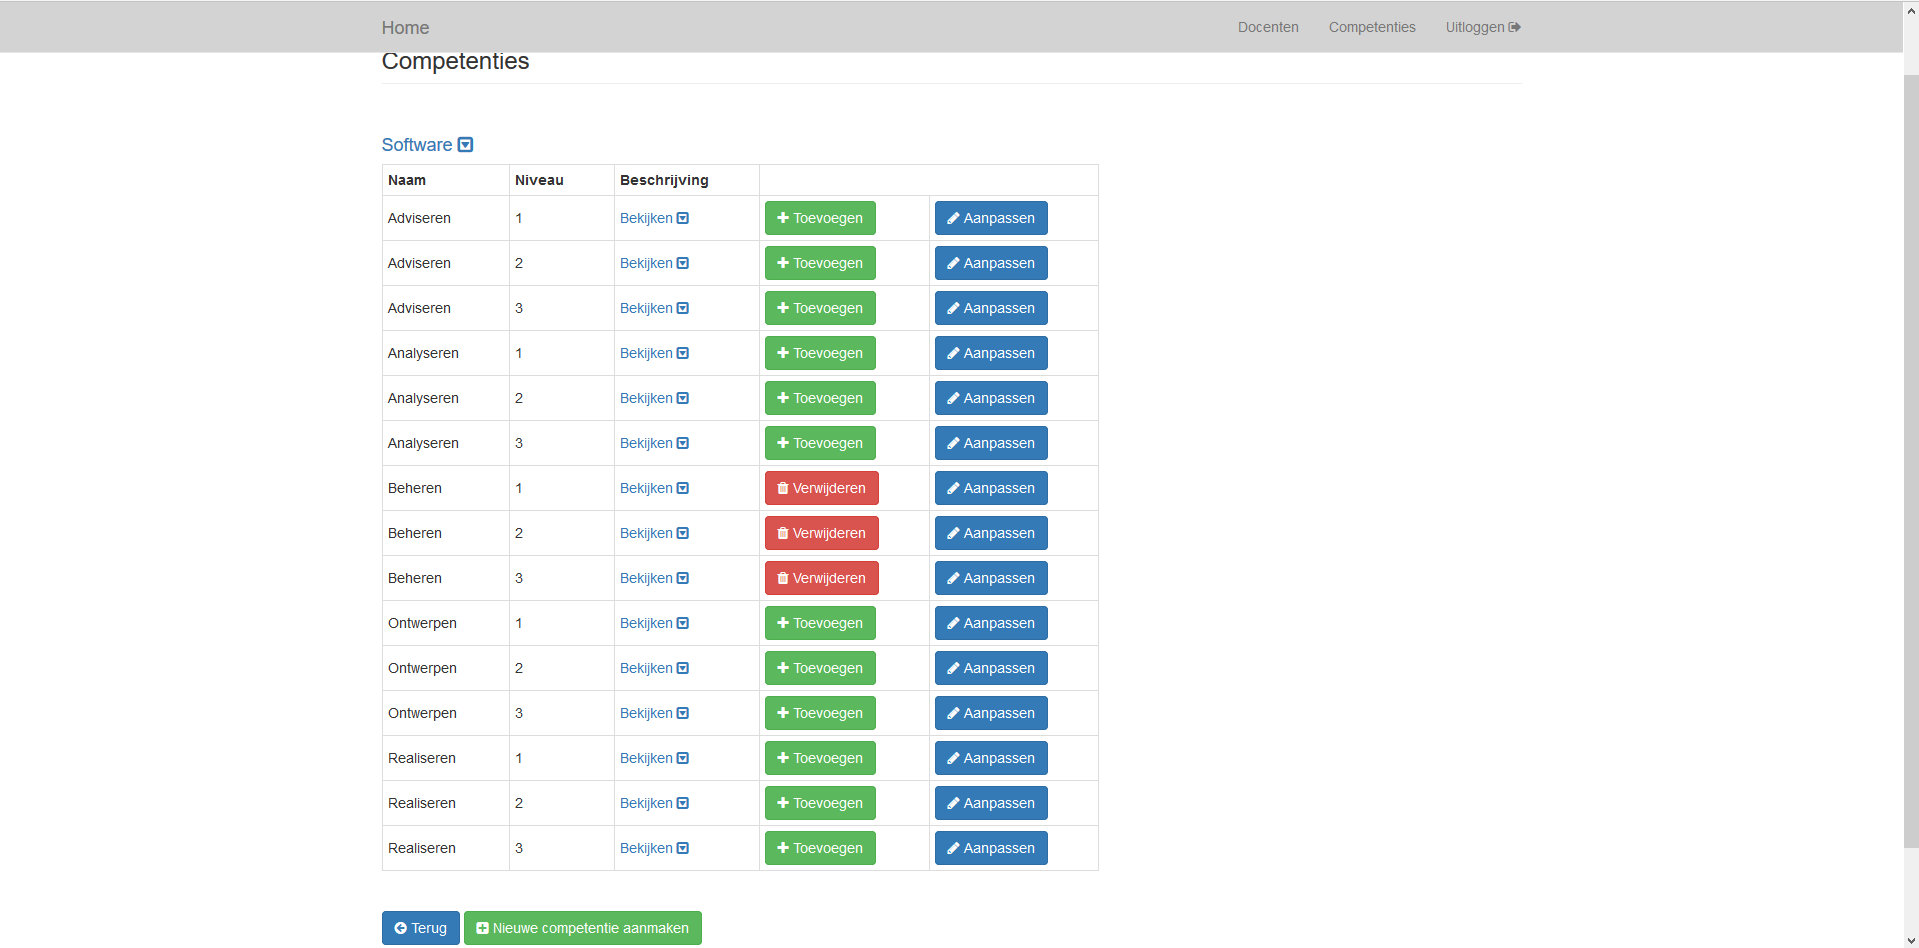 Home Docenten Competenties Uitloggen
Competenties
Software
Naam Niveau Beschrijving
Adviseren 1 Bekijken Toevoegen Aanpassen
Adviseren 2 Bekijken Toevoegen Aanpassen
Adviseren 3 Bekijken Toevoegen Aanpassen
Analyseren 1 Bekijken Toevoegen Aanpassen
Analyseren 2 Bekijken Toevoegen Aanpassen
Analyseren 3 Bekijken Toevoegen Aanpassen
Beheren 1 Bekijken Verwijderen Aanpassen
Beheren 2 Bekijken Verwijderen Aanpassen
Beheren 3 Bekijken Verwijderen Aanpassen
Ontwerpen 1 Bekijken Toevoegen Aanpassen
Ontwerpen 2 Bekijken Toevoegen Aanpassen
Ontwerpen 3 Bekijken Toevoegen Aanpassen
Realiseren 1 Bekijken Toevoegen Aanpassen
Realiseren 2 Bekijken Toevoegen Aanpassen
Realiseren 3 Bekijken Toevoegen Aanpassen
Terug Nieuwe competentie aanmaken